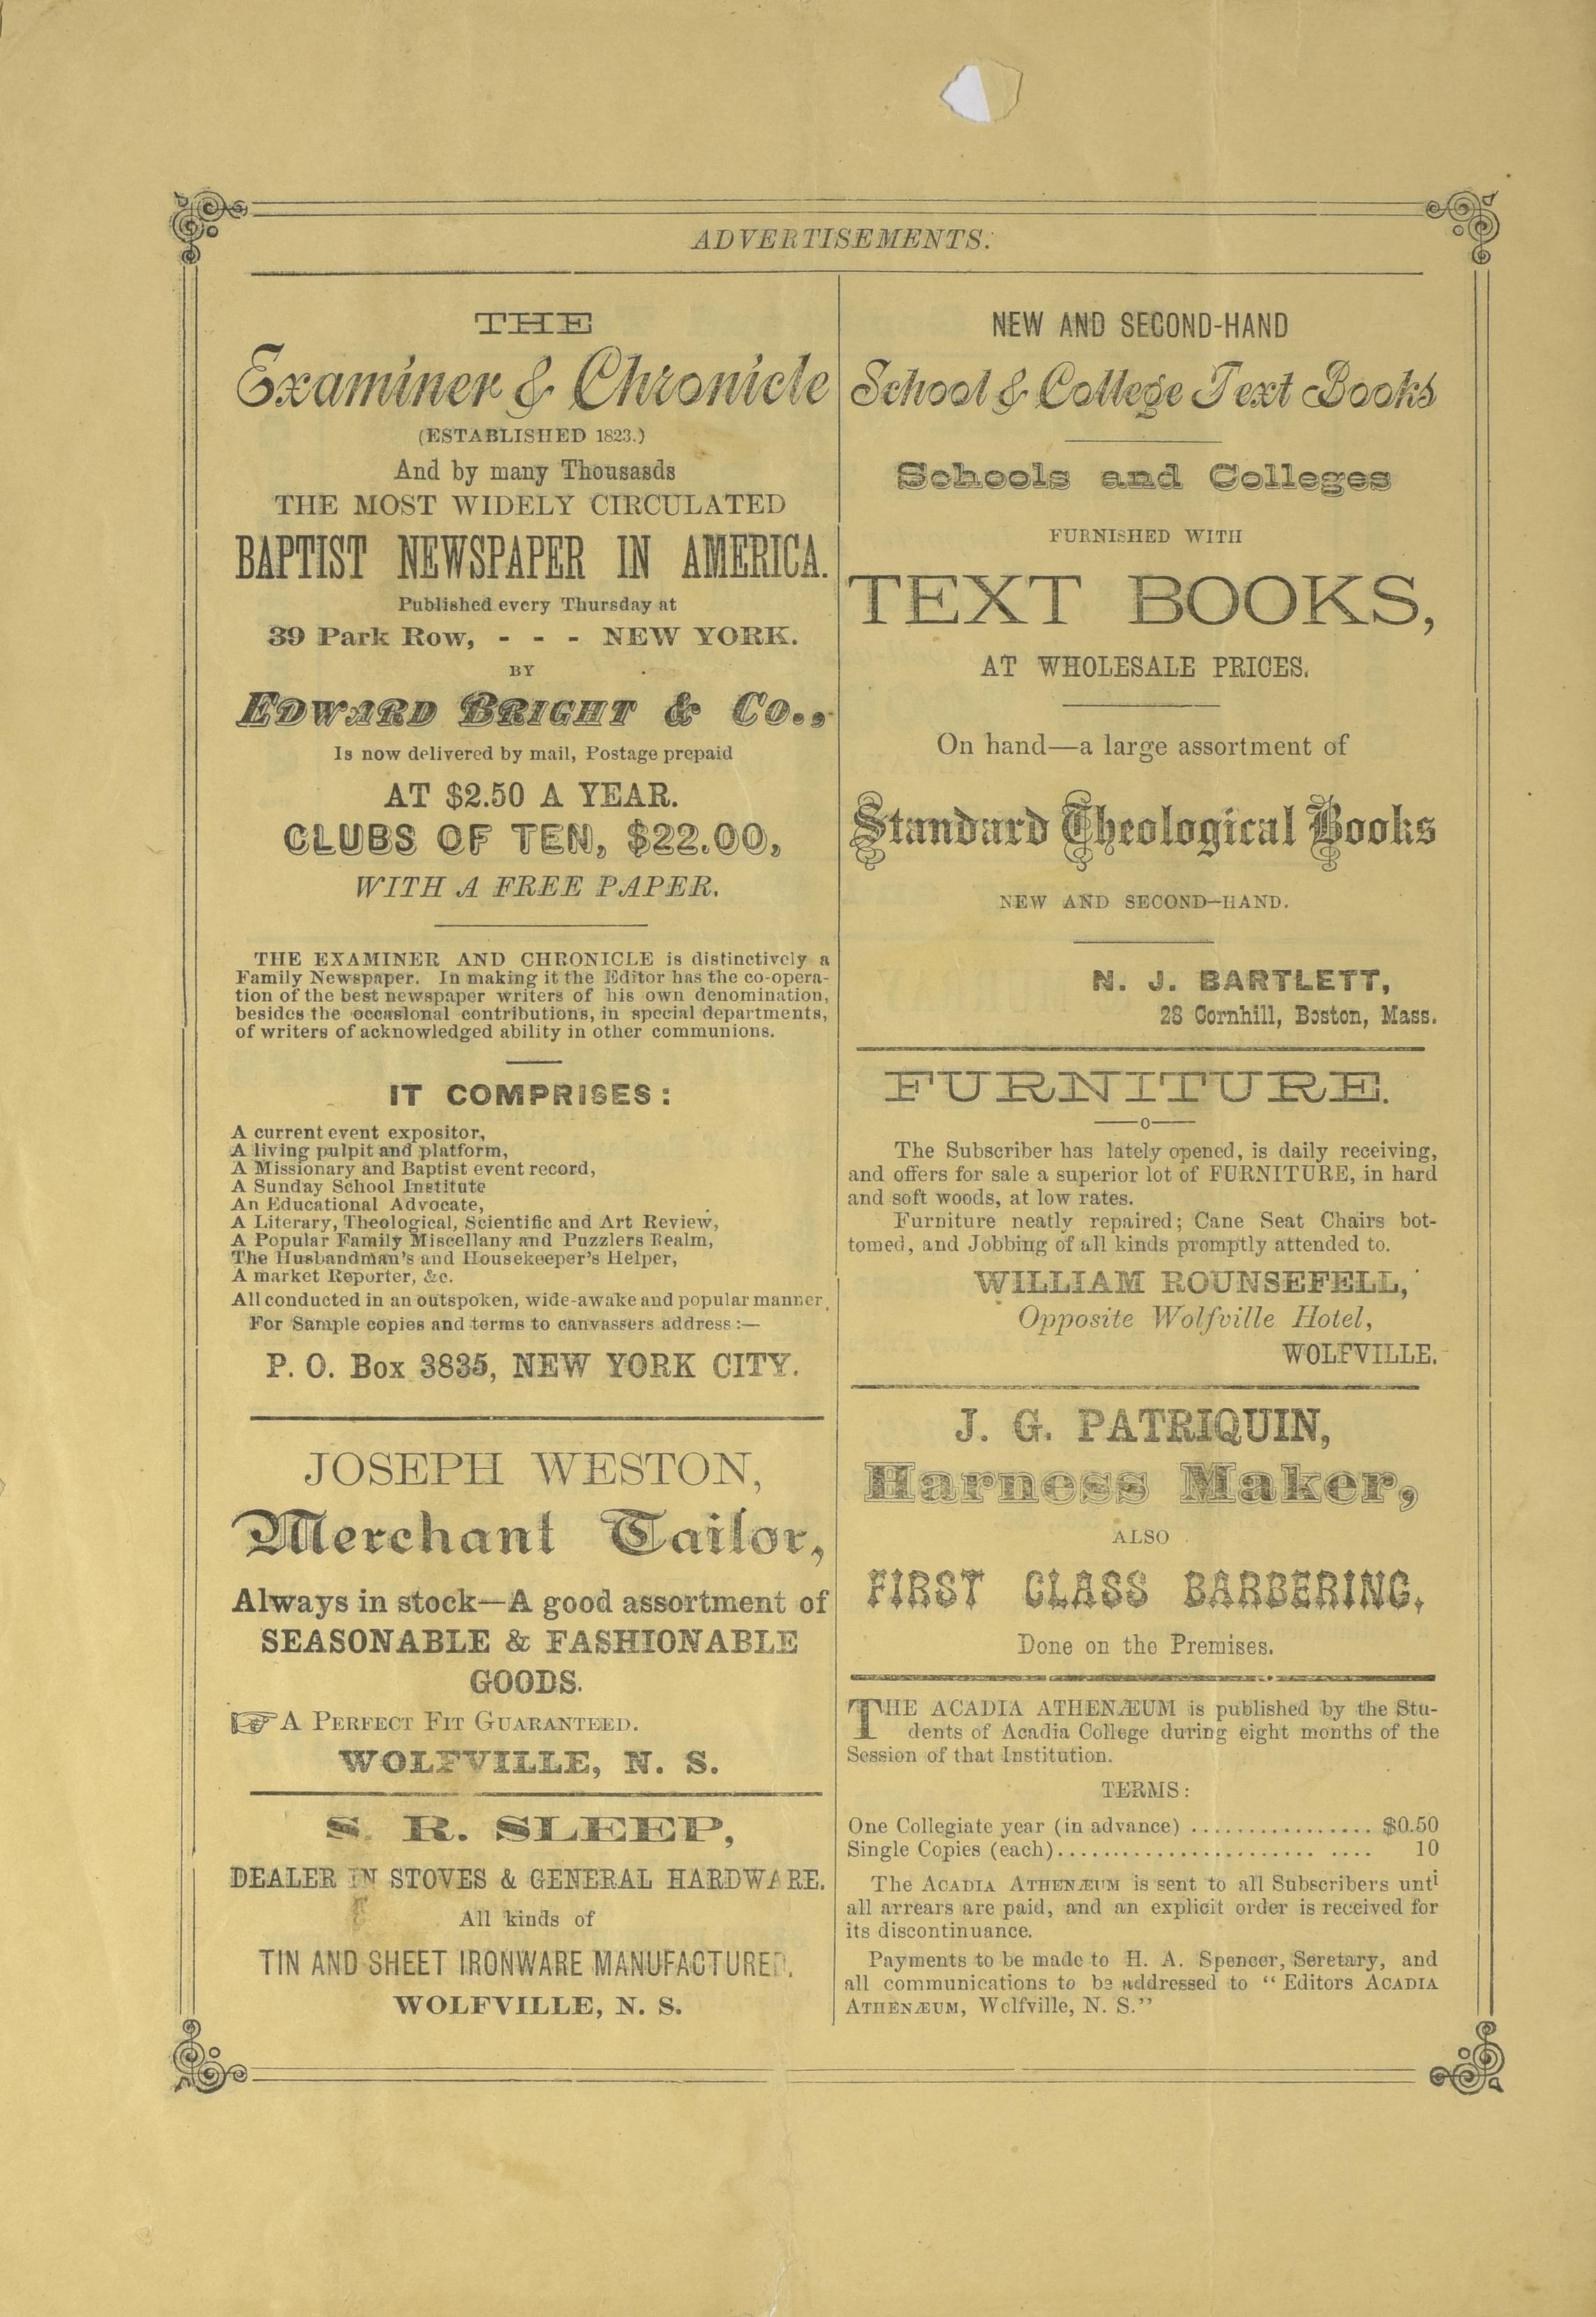 ADVERTISEMENTS.
THE
Examiner & Chronicle
(ESTABLISHED 1823.)
And by many Thousasds
THE MOST WIDELY CIRCULATED
BAPTIST NEWSPAPER IN AMERICA.
Published every Thursday at
39 Park Row, - - - NEW YORK.
BY
EDWARD BRIGHT & CO.,
Is now delivered by mail, Postage prepaid
AT $2.50 A YEAR.
CLUBS OF TEN, $22.00,
WITH A FREE PAPER.
THE EXAMINER AND CHRONICLE is distinctively a
Family Newspaper. In making it the Editor has the co-opera-
tion of the best newspaper writers of his own denomination,
besides the occasional contributions, in special departments,
of writers of acknowledged ability in other communions.
IT COMPRISES:
A current event expositor,
A living pulpit and platform,
A Missionary and Baptist event record,
A Sunday School Institute
An Educational Advocate,
A Literary, Theological, Scientific and Art Review,
A Popular Family Miscellany and Puzzlers Realm,
The Husbandman's and Housekeeper's Helper,
A market Reporter, &c.
All conducted in an outspoken, wide-awake and popular manner,
For Sample copies and terms to canvassers address :—
P. O. Box 3835, NEW YORK CITY.
JOSEPH WESTON,
Merchant Tailor,
Always in stock—A good assortment of
SEASONABLE & FASHIONABLE
GOODS.
☞ A PERFECT FIT GUARANTEED.
WOLFVILLE, N. S.
S. R. SLEEP,
DEALER IN STOVES & GENERAL HARDWARE.
All kinds of
TIN AND SHEET IRONWARE MANUFACTURED.
WOLFVILLE, N. S.
NEW AND SECOND-HAND
School & College Text Books
Schools and Colleges
FURNISHED WITH
TEXT BOOKS,
AT WHOLESALE PRICES.
On hand—a large assortment of
Standard Theological Books
NEW AND SECOND-HAND.
N. J. BARTLETT,
28 Cornhill, Boston, Mass.
FURNITURE.
—o—
The Subscriber has lately opened, is daily receiving,
and offers for sale a superior lot of FURNITURE, in hard
and soft woods, at low rates.
Furniture neatly repaired; Cane Seat Chairs bot-
tomed, and Jobbing of all kinds promptly attended to.
WILLIAM ROUNSEFELL,
Opposite Wolfville Hotel,
WOLFVILLE.
J. G. PATRIQUIN,
Harness Maker,
ALSO
FIRST CLASS BARBERING,
Done on the Premises.
THE ACADIA ATHENÆUM is published by the Stu-
dents of Acadia College during eight months of the
Session of that Institution.
TERMS:
One Collegiate year (in advance) ................ $0.50
Single Copies (each)....................... .... 10
The ACADIA ATHENÆUM is sent to all Subscribers unti
all arrears are paid, and an explicit order is received for
its discontinuance.
Payments to be made to H. A. Spencer, Seretary, and
all communications to be addressed to "Editors ACADIA
ATHENÆUM, Wolfville, N. S."